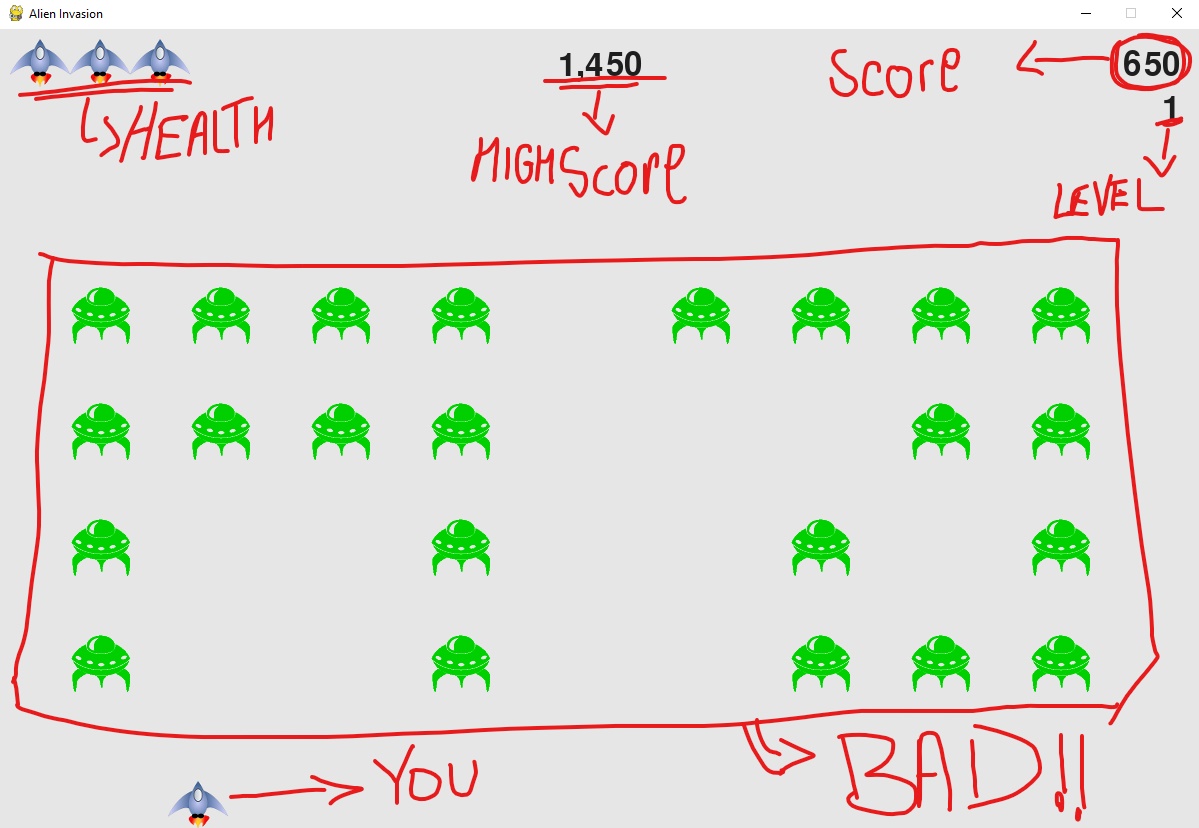 Alien Invasion
1,450
Score
650
1
HEALTH
HIGHScore
LEVEL
YOU
BAD!!